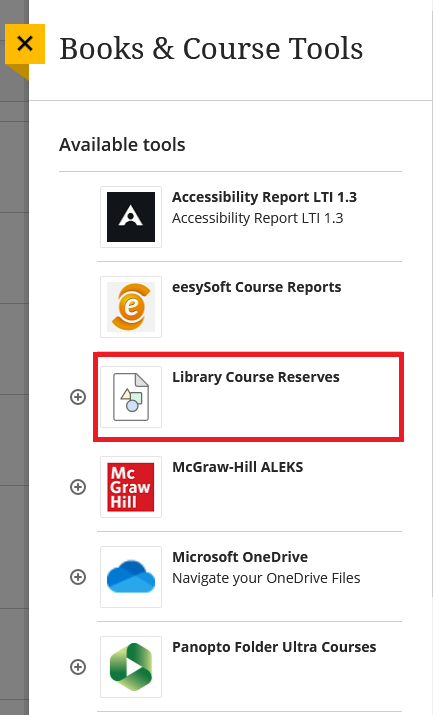 Books & Course Tools
Available tools
Accessibility Report LTI 1.3
Accessibility Report LTI 1.3
eesySoft Course Reports
e
Library Course Reserves
McGraw-Hill ALEKS
Mc
Graw
Hill
Microsoft OneDrive
Navigate your OneDrive Files
Panopto Folder Ultra Courses